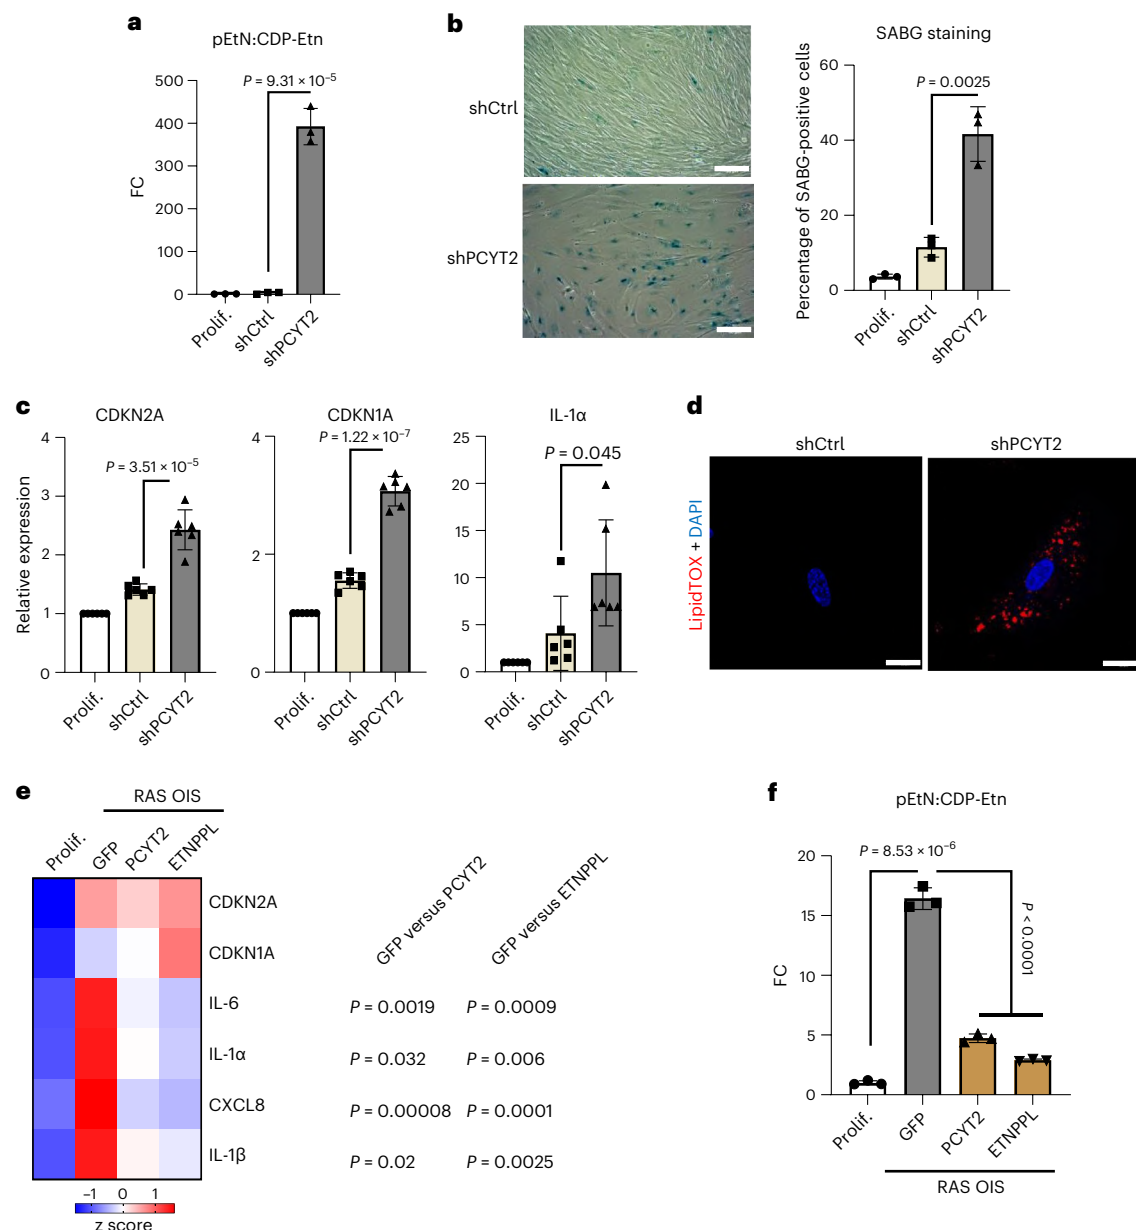 a
pEtN:CDP-Etn
P = 9.31 × 10⁻⁵
FC
500
400
300
200
100
0
Prolif.
shCtrl
shPCYT2
b
shCtrl
shPCYT2
SABG staining
P = 0.0025
Percentage of SABG-positive cells
60
40
20
0
Prolif.
shCtrl
shPCYT2
c
CDKN2A
P = 3.51 × 10⁻⁵
Relative expression
4
3
2
1
0
Prolif.
shCtrl
shPCYT2
CDKN1A
P = 1.22 × 10⁻⁷
4
2
0
Prolif.
shCtrl
shPCYT2
IL-1α
P = 0.045
25
20
15
10
5
0
Prolif.
shCtrl
shPCYT2
d
shCtrl
shPCYT2
LipidTOX + DAPI
e
RAS OIS
Prolif.
GFP
PCYT2
ETNPPL
GFP versus PCYT2
GFP versus ETNPPL
CDKN2A
CDKN1A
IL-6
P = 0.0019
P = 0.0009
IL-1α
P = 0.032
P = 0.006
CXCL8
P = 0.00008
P = 0.0001
IL-1β
P = 0.02
P = 0.0025
–1 0 1
z score
f
pEtN:CDP-Etn
P = 8.53 × 10⁻⁶
P < 0.0001
FC
20
15
10
5
0
Prolif.
GFP
PCYT2
ETNPPL
RAS OIS